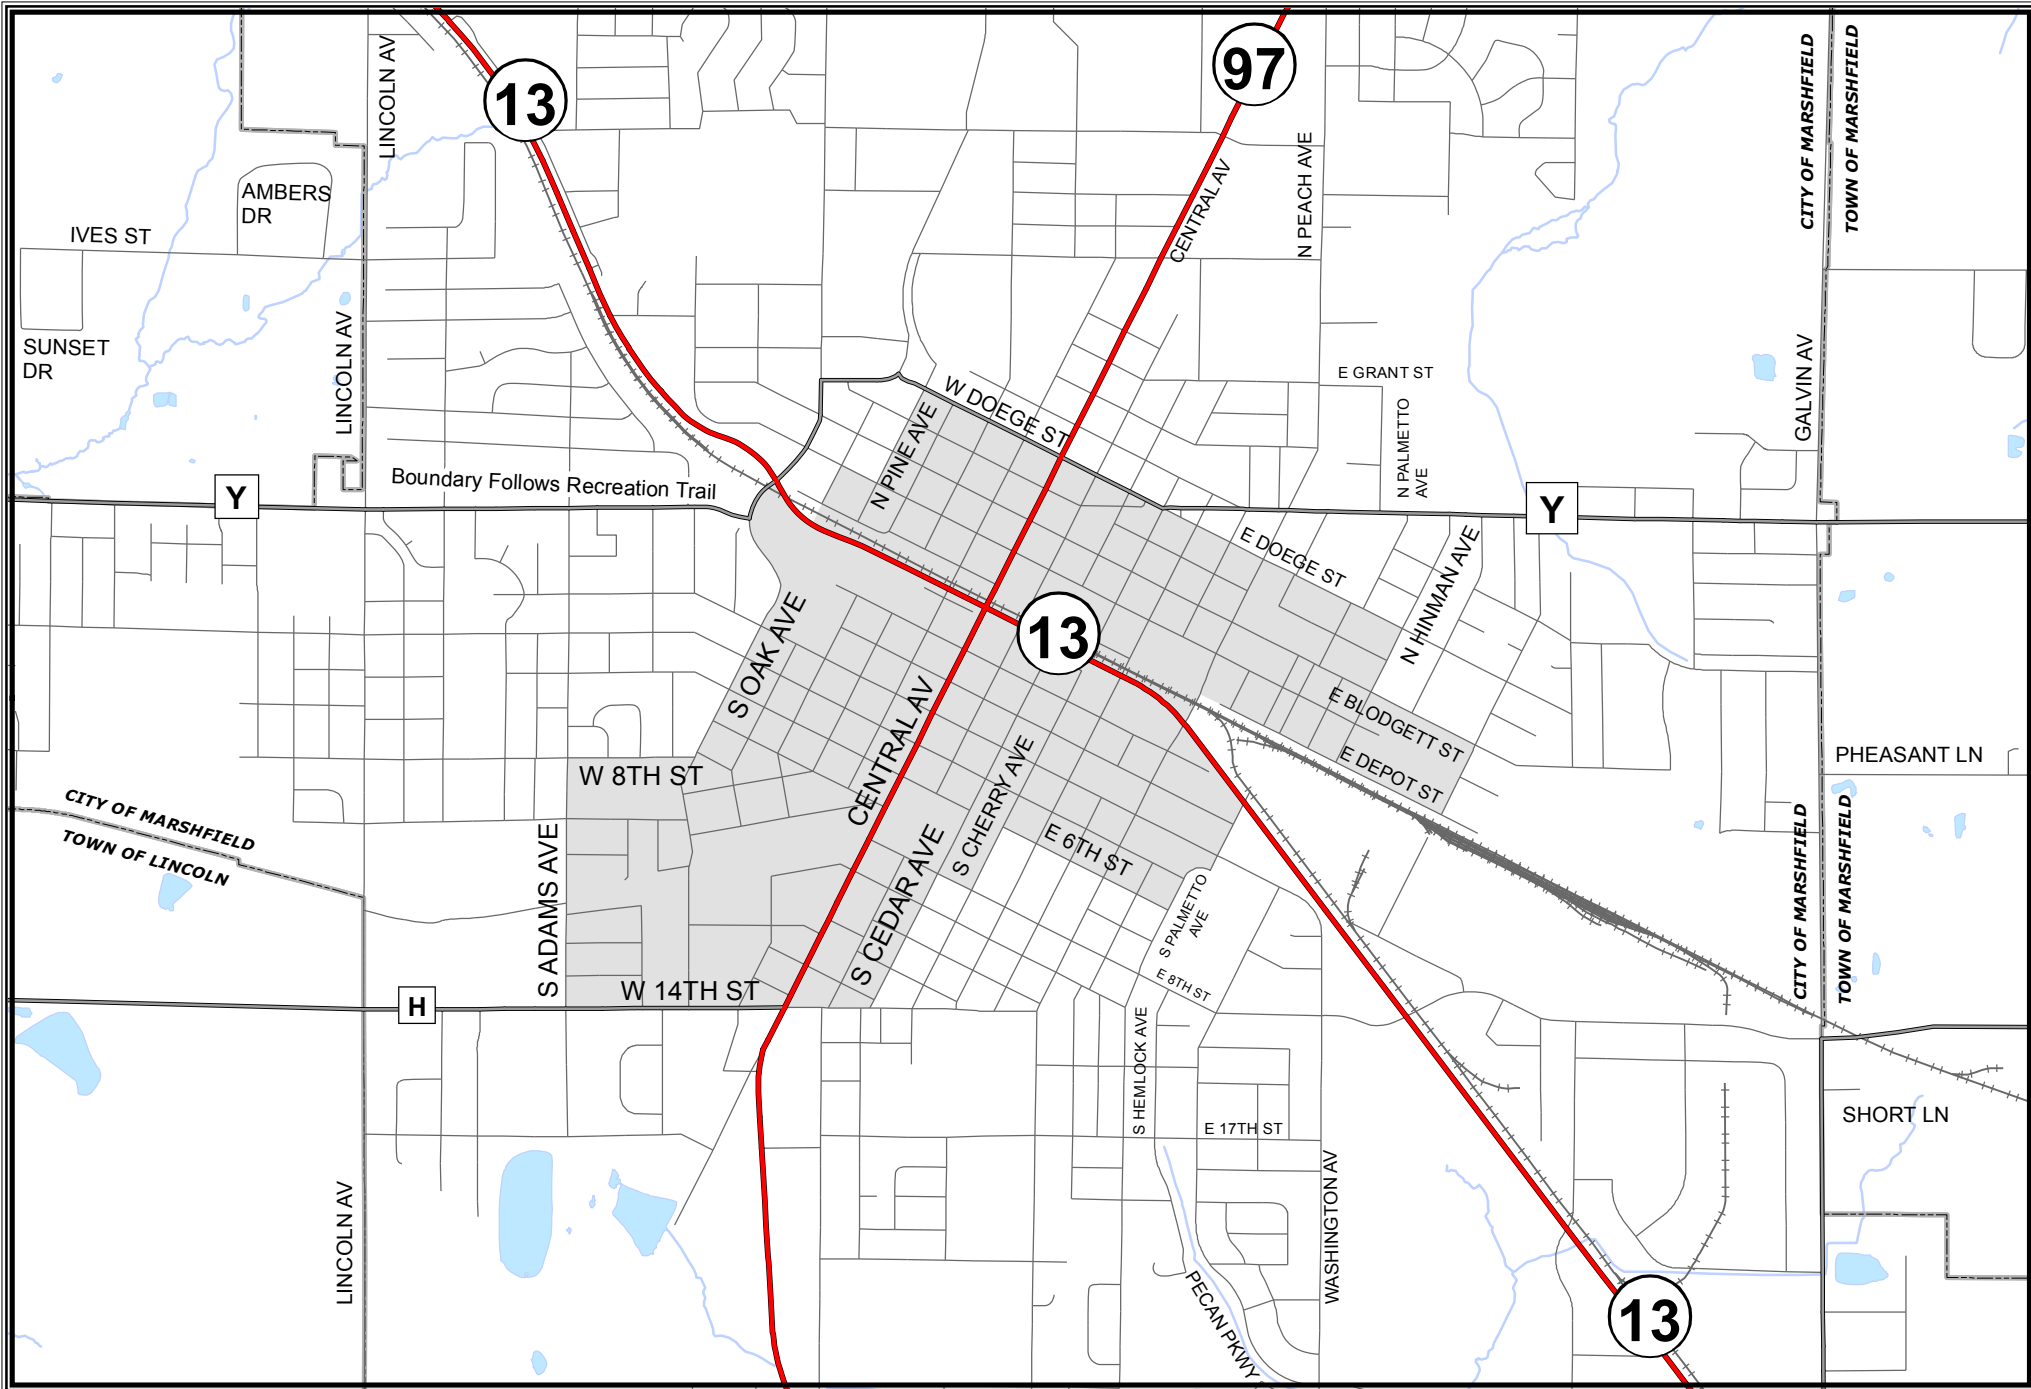 13
97
LINCOLN AV
CITY OF MARSHFIELD
TOWN OF MARSHFIELD
AMBERS
DR
IVES ST
CENTRAL AV
N PEACH AVE
SUNSET
DR
LINCOLN AV
GALVIN AV
E GRANT ST
W DOEGE ST
N PINE AVE
N PALMETTO
AVE
Boundary Follows Recreation Trail
Y
Y
E DOEGE ST
N HINMAN AVE
13
S OAK AVE
CENTRAL AV
E BLODGETT ST
E DEPOT ST
PHEASANT LN
W 8TH ST
S CHERRY AVE
CITY OF MARSHFIELD
TOWN OF LINCOLN
S ADAMS AVE
S CEDAR AVE
E 6TH ST
S PALMETTO
AVE
CITY OF MARSHFIELD
TOWN OF MARSHFIELD
E 8TH ST
W 14TH ST
H
S HEMLOCK AVE
SHORT LN
E 17TH ST
LINCOLN AV
WASHINGTON AV
PECAN PKWY
13